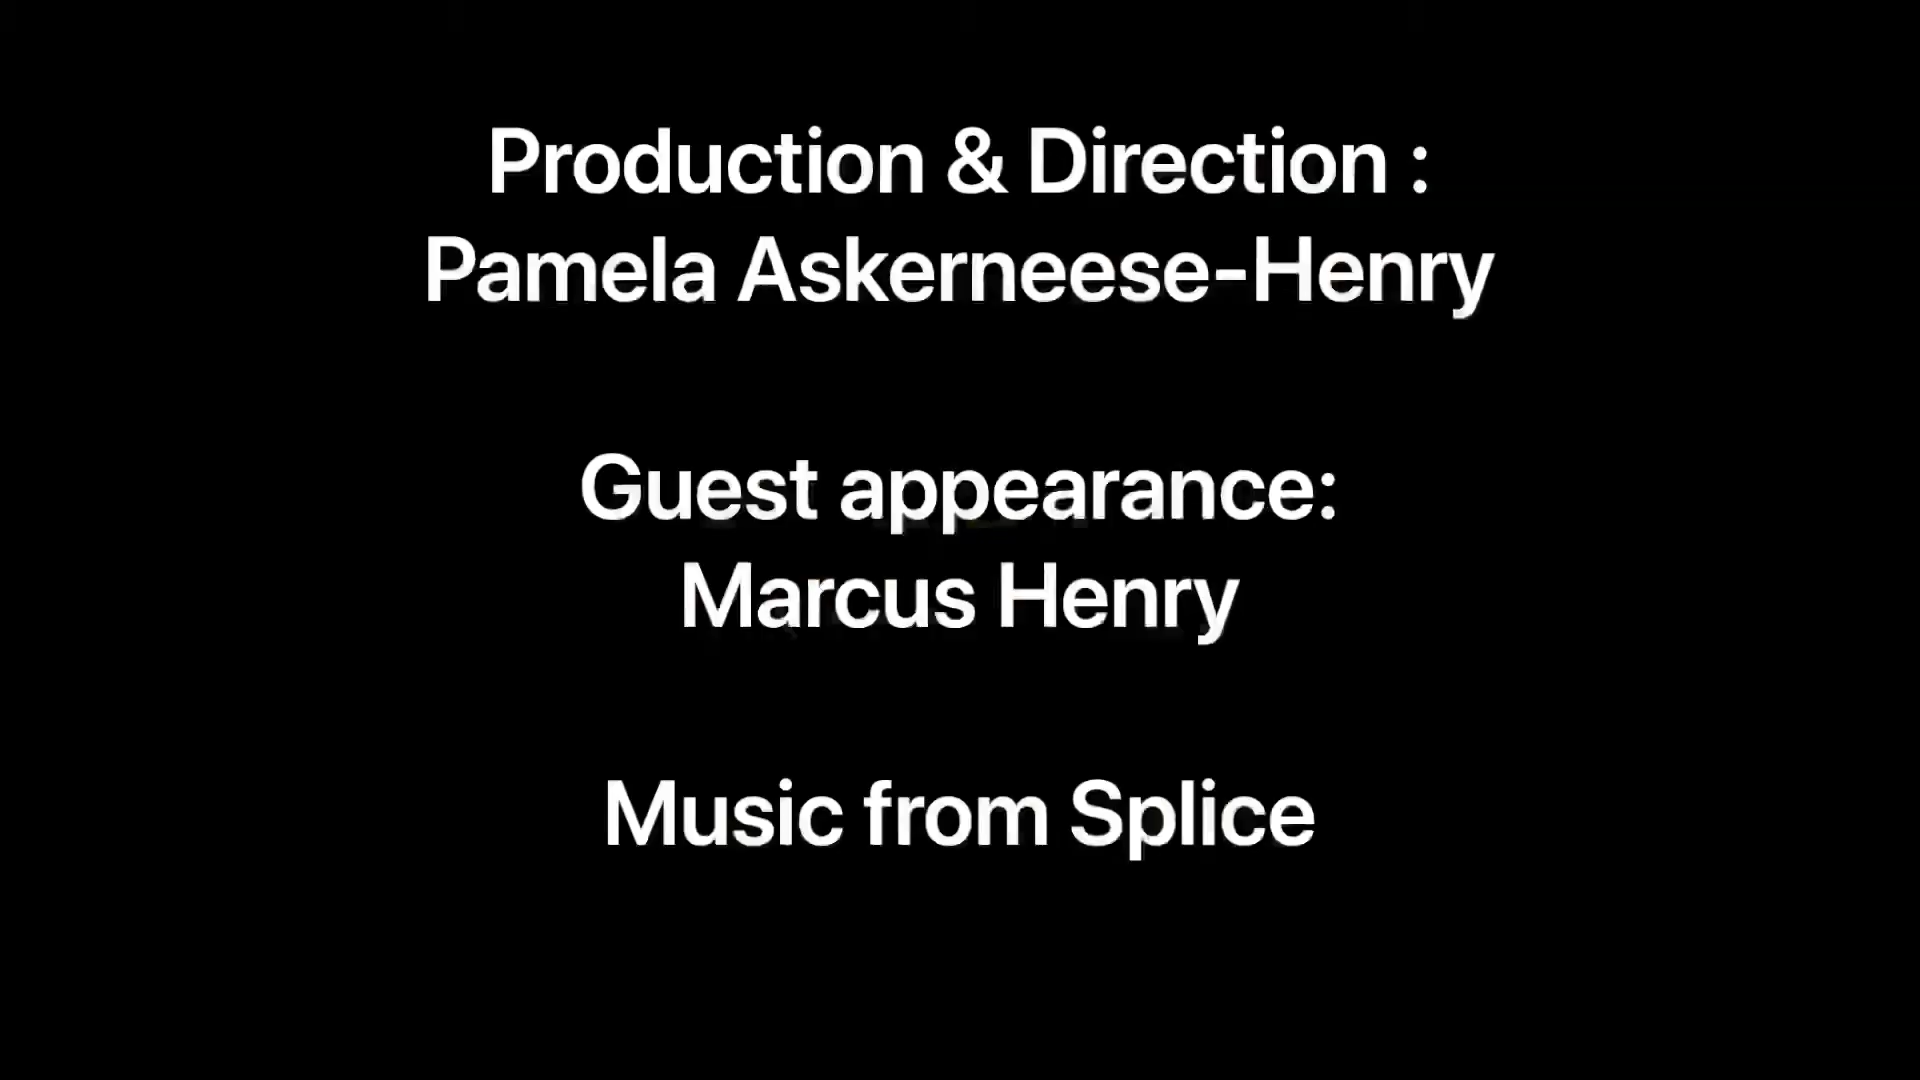 Production & Direction :
Pamela Askerneese-Henry
Guest appearance:
Marcus Henry
Music from Splice